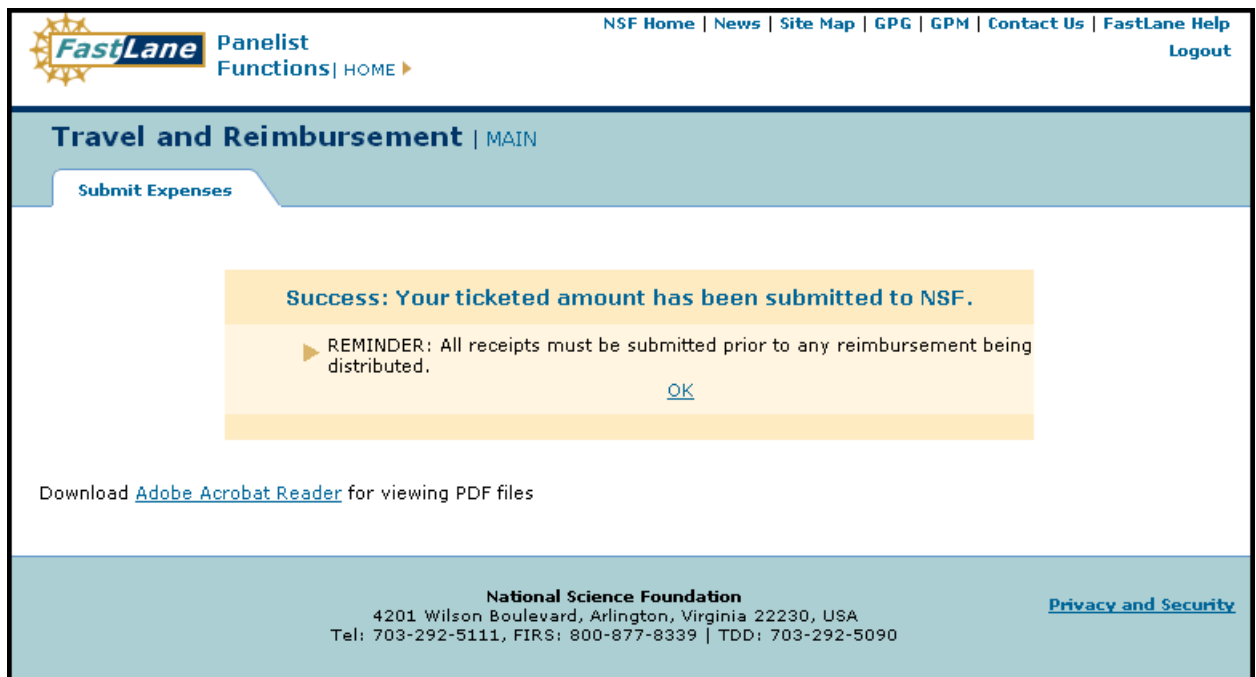 NSF Home | News | Site Map | GPG | GPM | Contact Us | FastLane Help
Logout
FastLane
Panelist
Functions| HOME
Travel and Reimbursement | MAIN
Submit Expenses
Success: Your ticketed amount has been submitted to NSF.
REMINDER: All receipts must be submitted prior to any reimbursement being
distributed.
OK
Download Adobe Acrobat Reader for viewing PDF files
National Science Foundation
4201 Wilson Boulevard, Arlington, Virginia 22230, USA
Tel: 703-292-5111, FIRS: 800-877-8339 | TDD: 703-292-5090
Privacy and Security